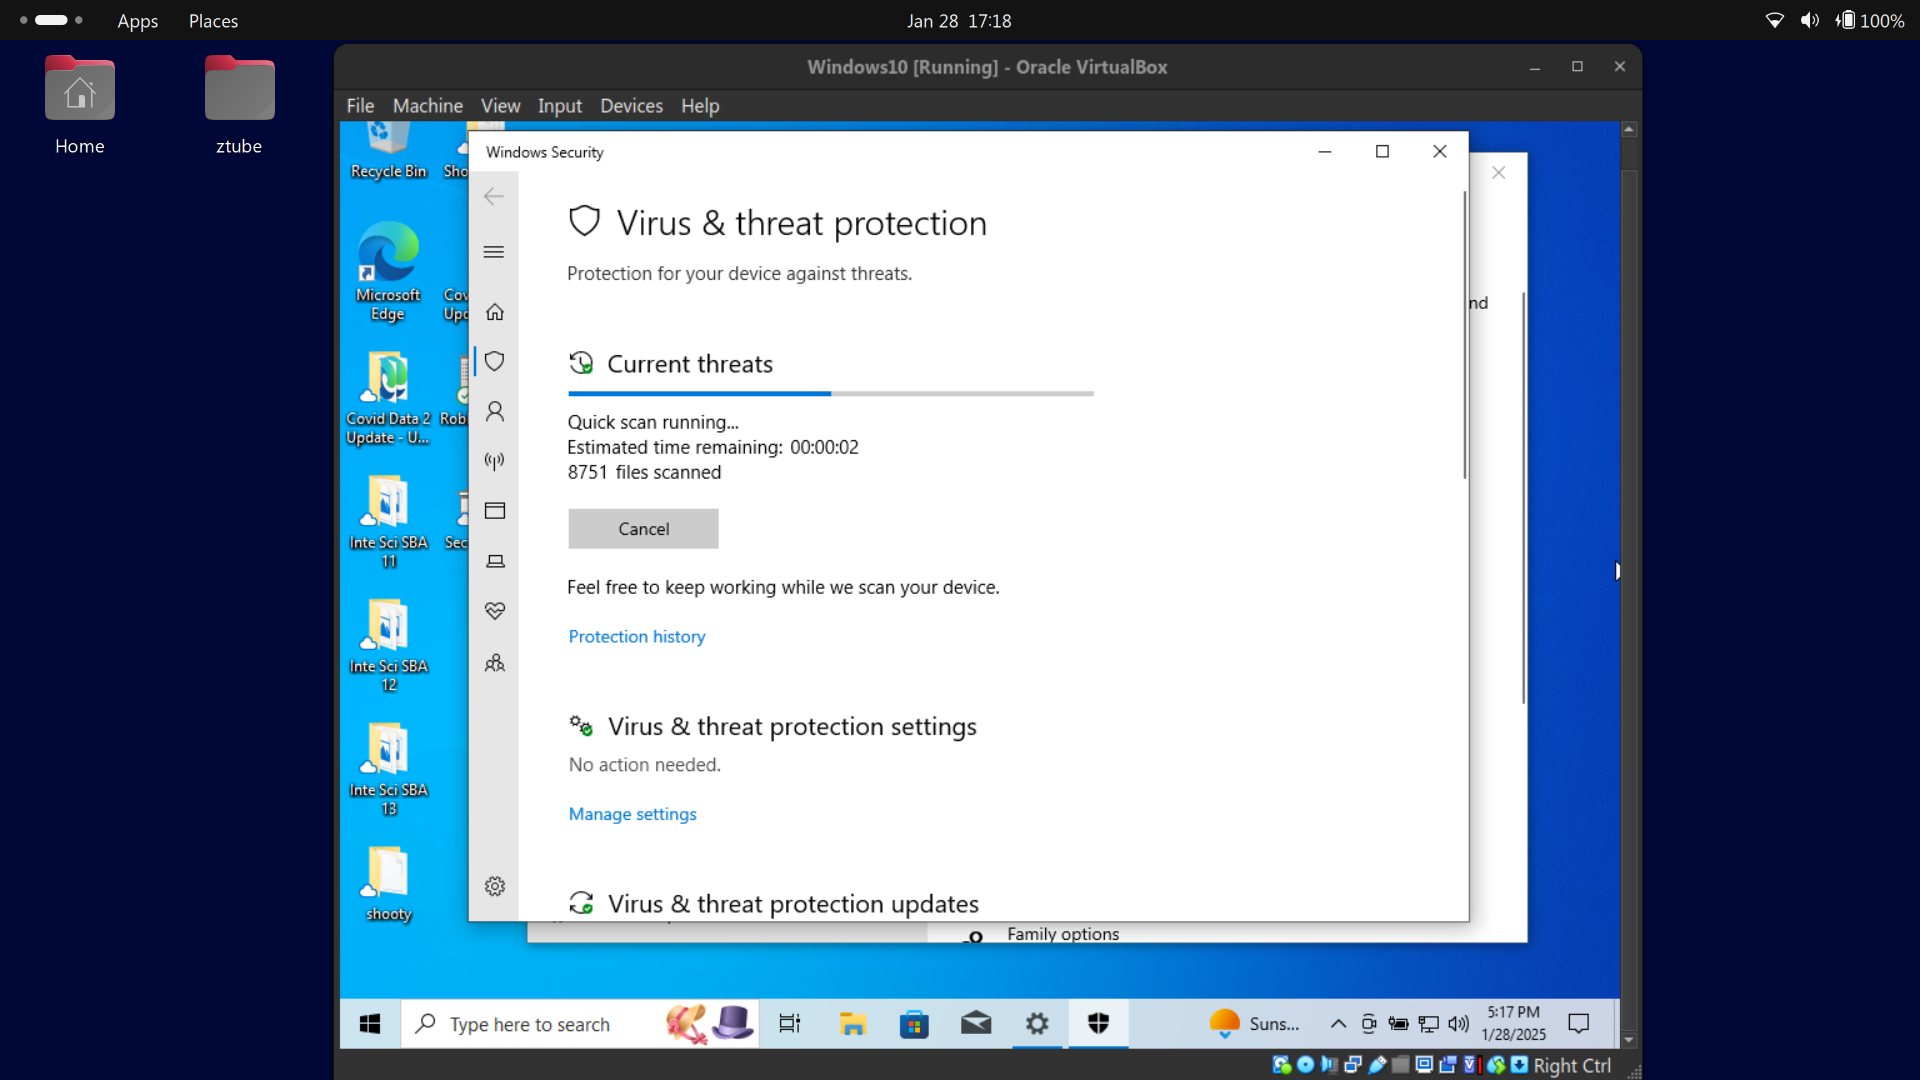 Apps Places Jan 28 17:18 100%
Home ztube
Windows10 [Running] - Oracle VirtualBox
File Machine View Input Devices Help
Recycle Bin Sho
Microsoft Edge
Cov
Upd
Covid Data 2 Update - U...
Rob
Inte Sci SBA 11
Sec
Inte Sci SBA 12
Inte Sci SBA 13
shooty
Windows Security
Virus & threat protection
Protection for your device against threats.
nd
Current threats
Quick scan running...
Estimated time remaining: 00:00:02
8751 files scanned
Cancel
Feel free to keep working while we scan your device.
Protection history
Virus & threat protection settings
No action needed.
Manage settings
Virus & threat protection updates
Family options
Type here to search
Suns...
5:17 PM
1/28/2025
Right Ctrl